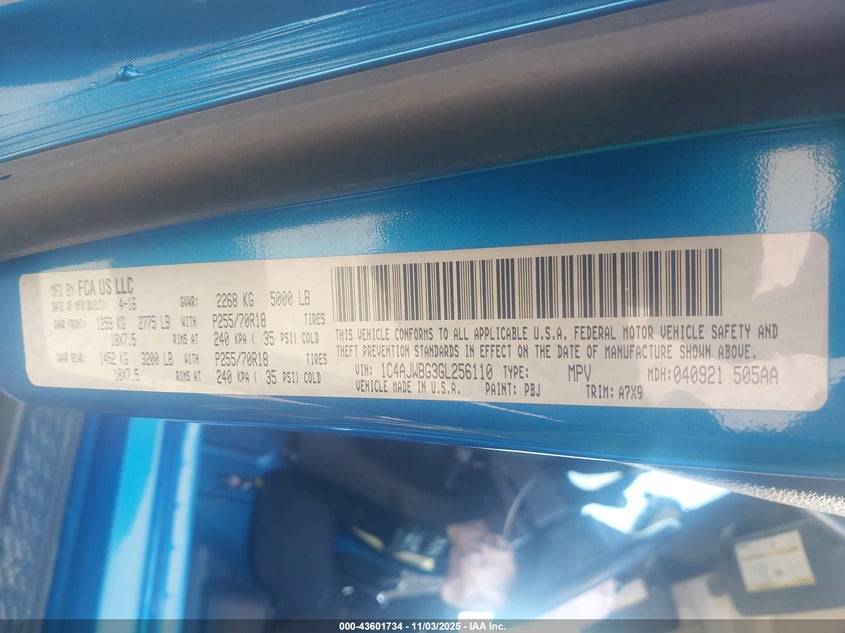 MFD BY FCA US LLC
DATE OF MFR(BUILT): 4-16 GVWR: 2268 KG 5000 LB
GAWR FRONT: 1259 KG 2775 LB WITH P255/70R18 TIRES
18X7.5 RIMS AT 240 KPA ( 35 PSI) COLD
GAWR REAR: 1452 KG 3200 LB WITH P255/70R18 TIRES
18X7.5 RIMS AT 240 KPA ( 35 PSI) COLD
THIS VEHICLE CONFORMS TO ALL APPLICABLE U.S.A. FEDERAL MOTOR VEHICLE SAFETY AND
THEFT PREVENTION STANDARDS IN EFFECT ON THE DATE OF MANUFACTURE SHOWN ABOVE.
VIN: 1C4AJWBG3GL256110 TYPE: MPV MDH:040921 505AA
VEHICLE MADE IN U.S.A. PAINT: PBJ TRIM: A7X9
000-43601734 - 11/03/2025 - IAA Inc.